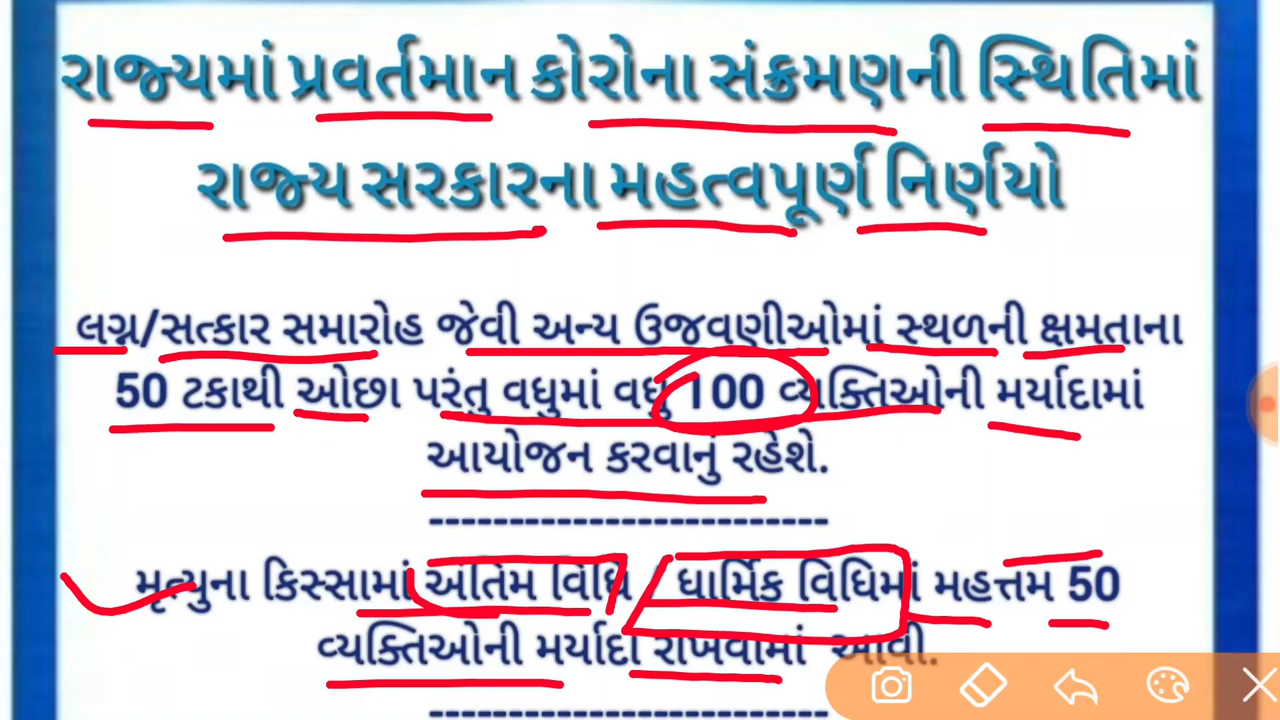 રાજ્યમાં પ્રવર્તમાન કોરોના સંક્રમણની સ્થિતિમાં
રાજ્ય સરકારના મહત્વપૂર્ણ નિર્ણયો
લગ્ન/સત્કાર સમારોહ જેવી અન્ય ઉજવણીઓમાં સ્થળની ક્ષમતાના
50 ટકાથી ઓછા પરંતુ વધુમાં વધુ 100 વ્યક્તિઓની મર્યાદામાં
આયોજન કરવાનું રહેશે.
-------------------------
મૃત્યુના કિસ્સામાં અંતિમ વિધિ / ધાર્મિક વિધિમાં મહત્તમ 50
વ્યક્તિઓની મર્યાદા રાખવામાં આવી.
-------------------------